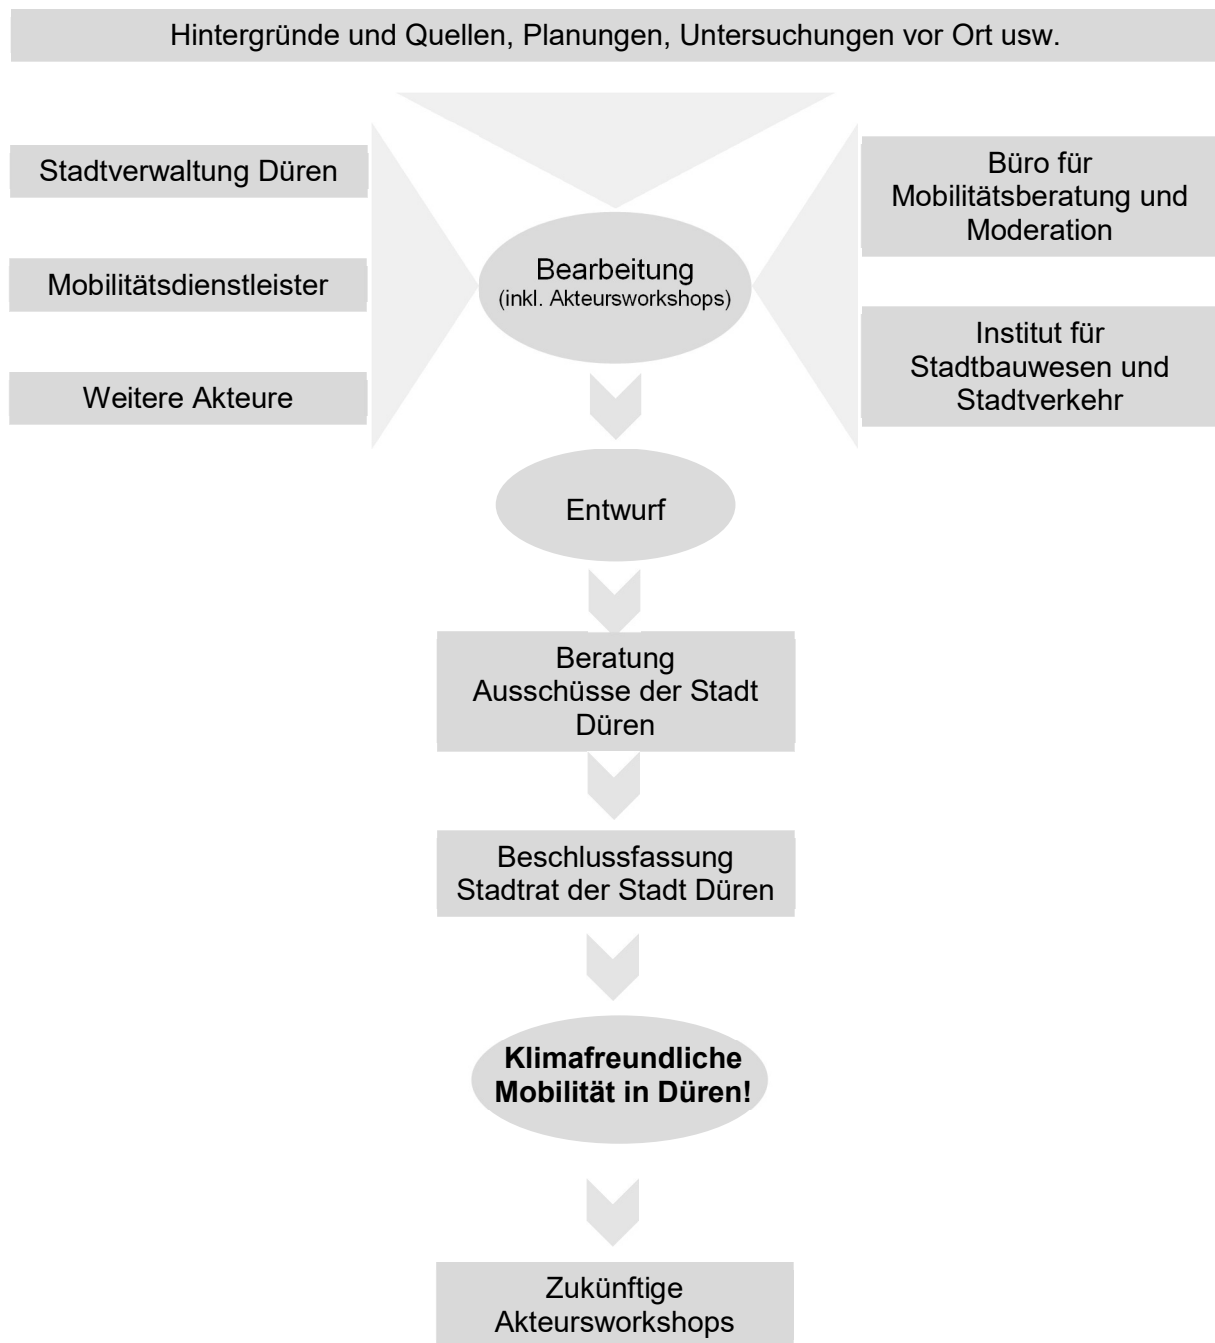 Hintergründe und Quellen, Planungen, Untersuchungen vor Ort usw.
Stadtverwaltung Düren
Mobilitätsdienstleister
Weitere Akteure
Bearbeitung
(inkl. Akteursworkshops)
Büro für
Mobilitätsberatung und
Moderation
Institut für
Stadtbauwesen und
Stadtverkehr
Entwurf
Beratung
Ausschüsse der Stadt
Düren
Beschlussfassung
Stadtrat der Stadt Düren
Klimafreundliche
Mobilität in Düren!
Zukünftige
Akteursworkshops